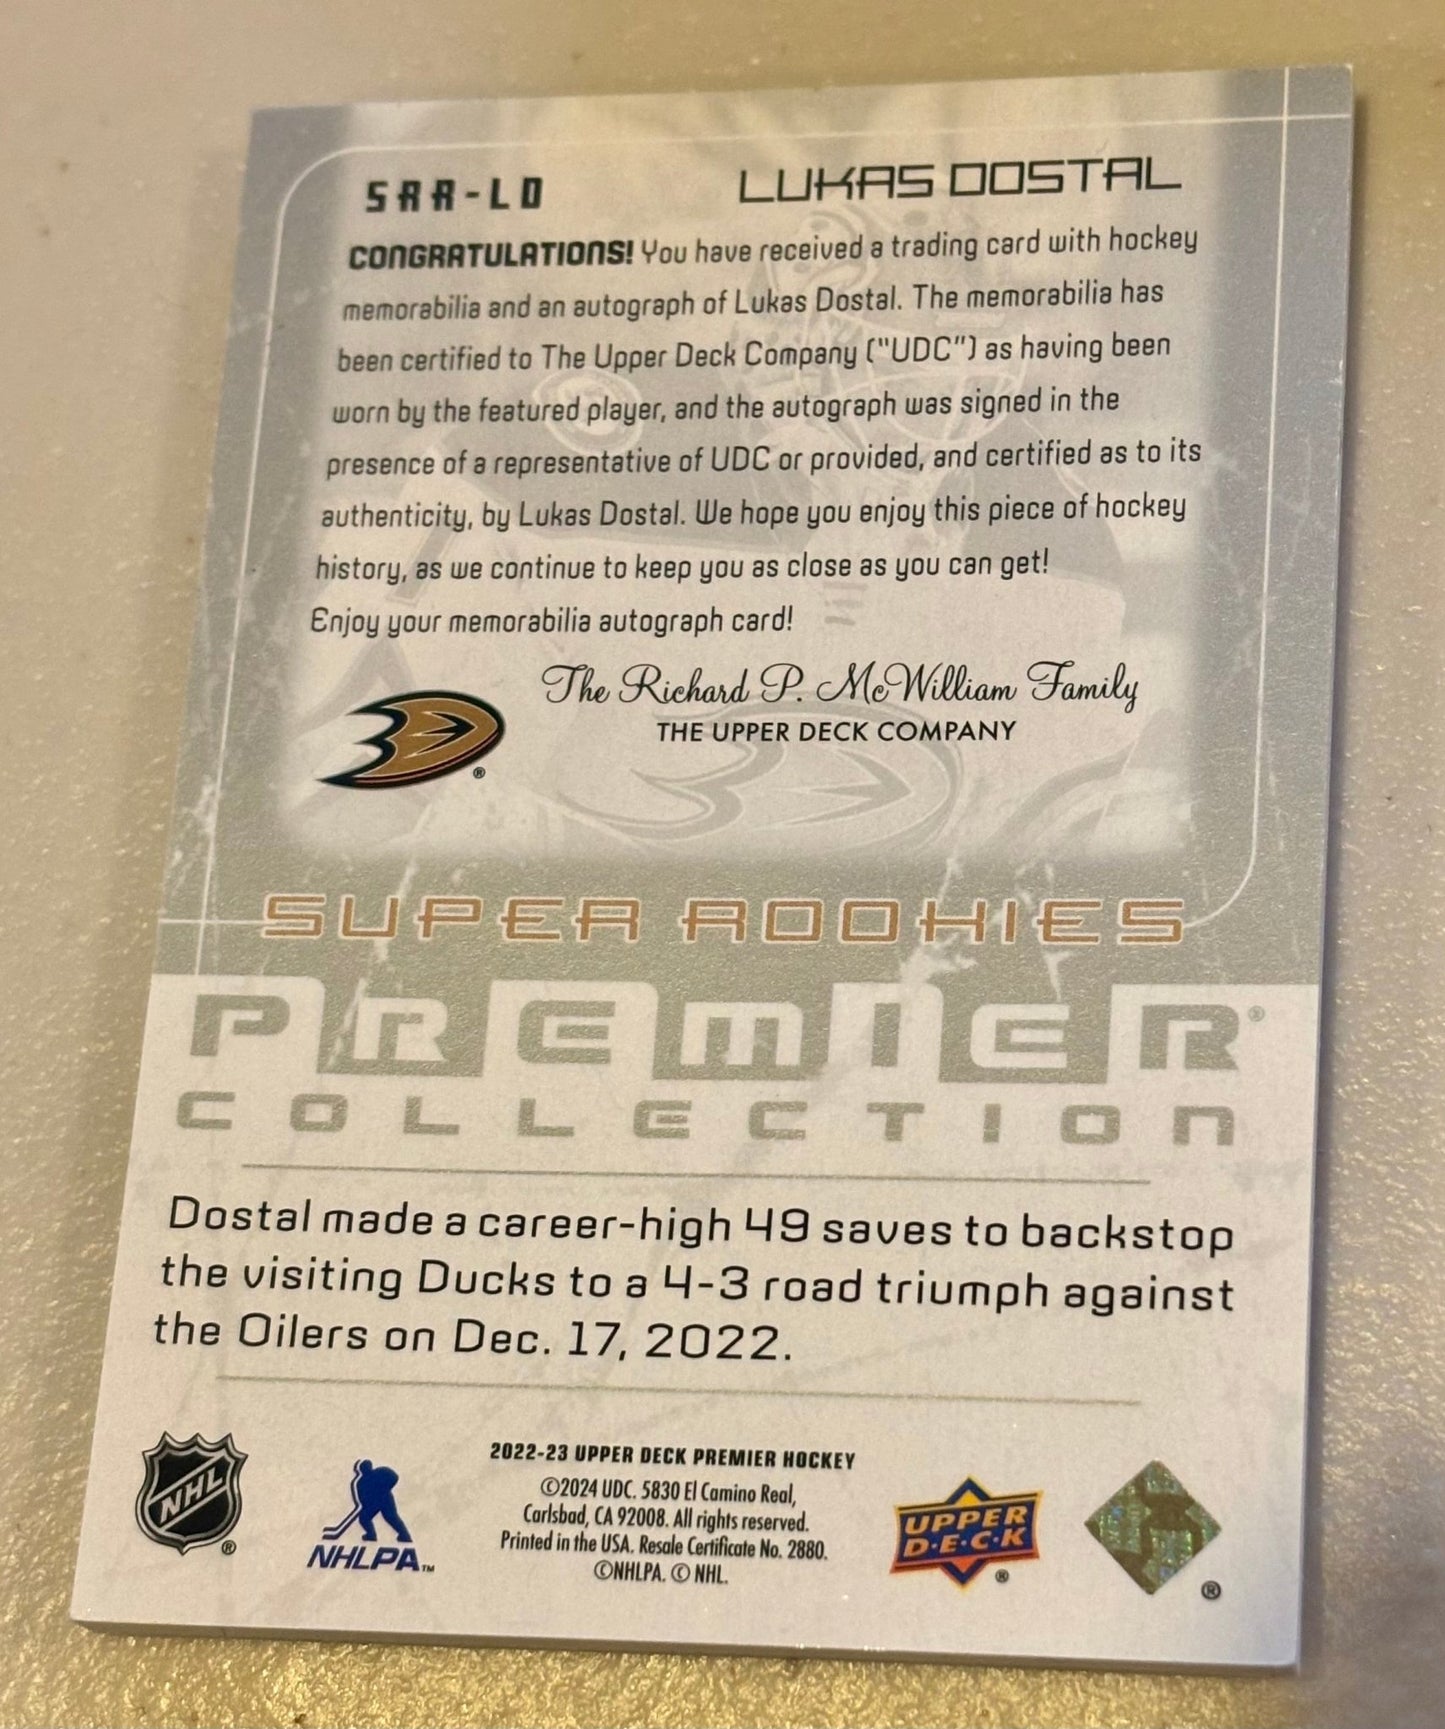 SRR-LD LUKAS DOSTAL
CONGRATULATIONS! You have received a trading card with hockey
memorabilia and an autograph of Lukas Dostal. The memorabilia has
been certified to The Upper Deck Company ("UDC") as having been
worn by the featured player, and the autograph was signed in the
presence of a representative of UDC or provided, and certified as to its
authenticity, by Lukas Dostal. We hope you enjoy this piece of hockey
history, as we continue to keep you as close as you can get!
Enjoy your memorabilia autograph card!
The Richard P. McWilliam Family
THE UPPER DECK COMPANY
®
SUPER ROOKIES
PREMIER®
COLLECTION
Dostal made a career-high 49 saves to backstop
the visiting Ducks to a 4-3 road triumph against
the Oilers on Dec. 17, 2022.
NHL®
NHLPA™
2022-23 UPPER DECK PREMIER HOCKEY
©2024 UDC. 5830 El Camino Real,
Carlsbad, CA 92008. All rights reserved.
Printed in the USA. Resale Certificate No. 2880.
©NHLPA. © NHL.
UPPER
D·E·C·K®
®